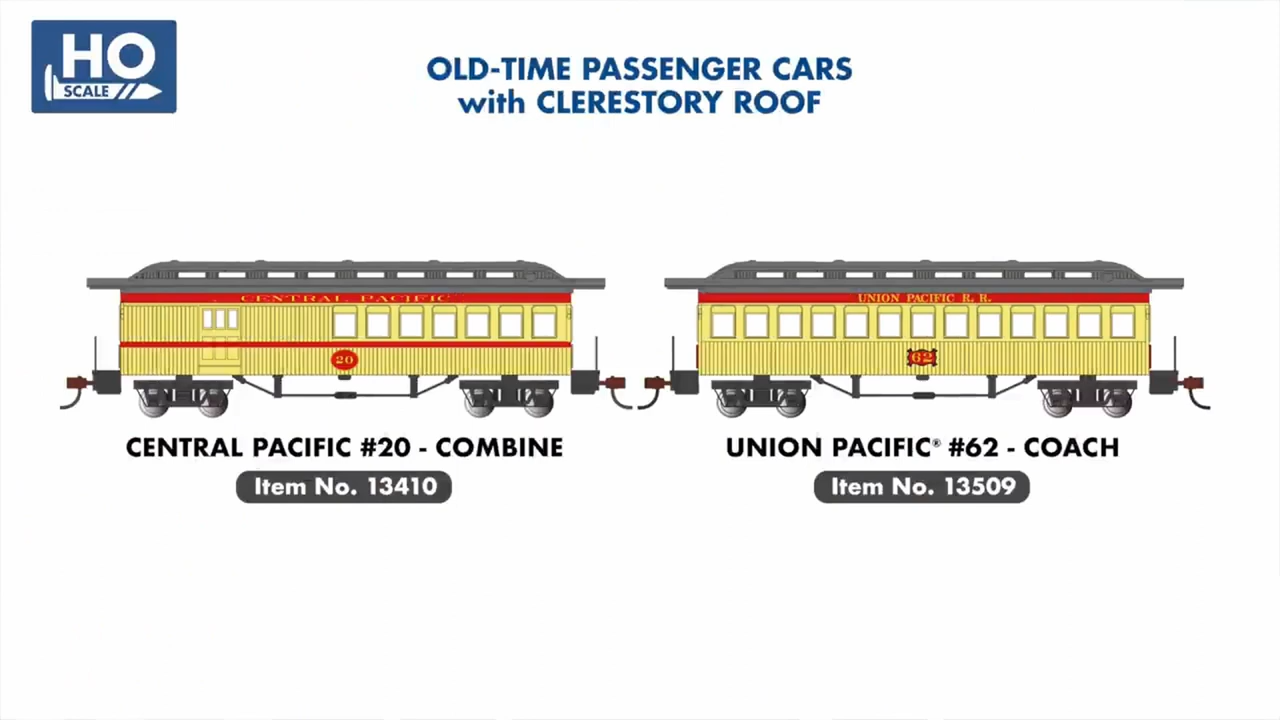 HO
SCALE
OLD-TIME PASSENGER CARS
with CLERESTORY ROOF
CENTRAL PACIFIC
20
UNION PACIFIC R. R.
62
CENTRAL PACIFIC #20 - COMBINE
Item No. 13410
UNION PACIFIC® #62 - COACH
Item No. 13509